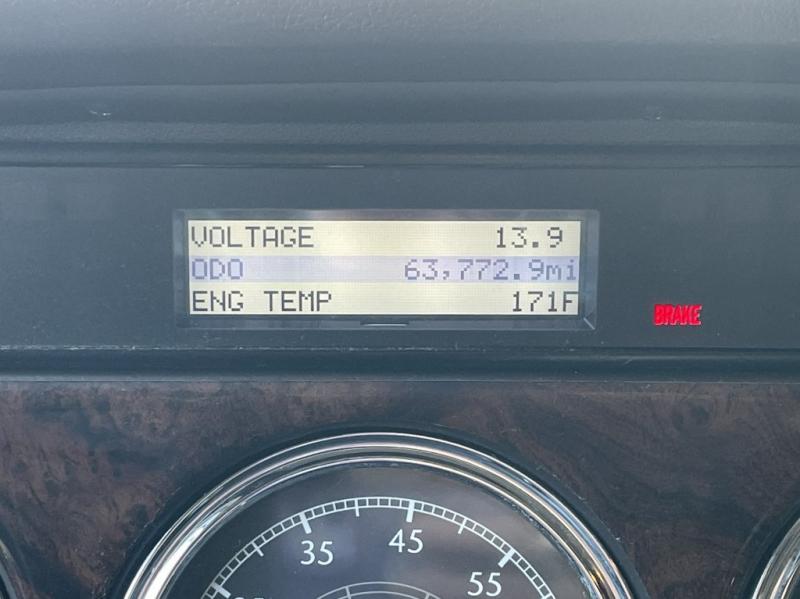 VOLTAGE 13.9
ODO 63,772.9mi
ENG TEMP 171F
BRAKE
35 45 55